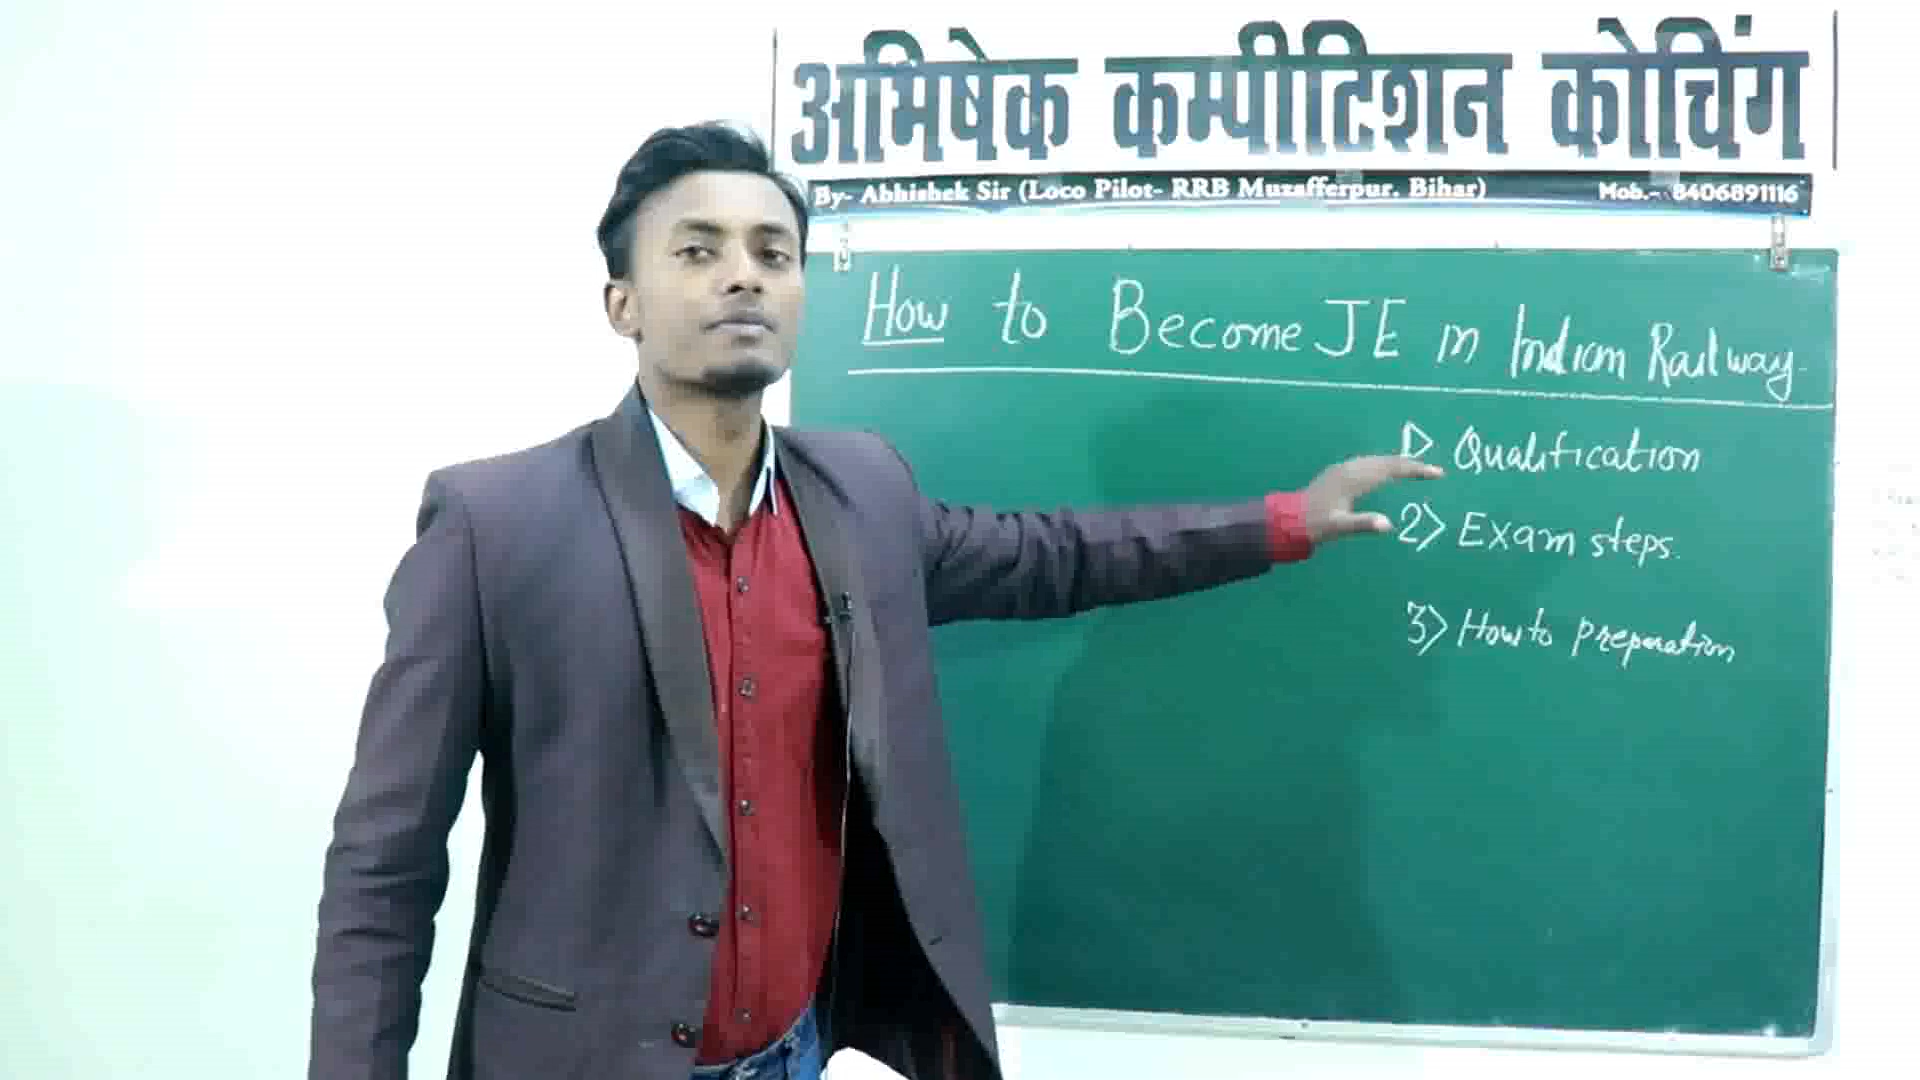 अभिषेक कम्पीटिशन कोचिंग
By- Abhishek Sir (Loco Pilot- RRB Muzafferpur. Bihar) Mob.- 8406891116
How to Become JE in Indian Railway.
1> Qualification
2> Exam steps.
3> How to preparation